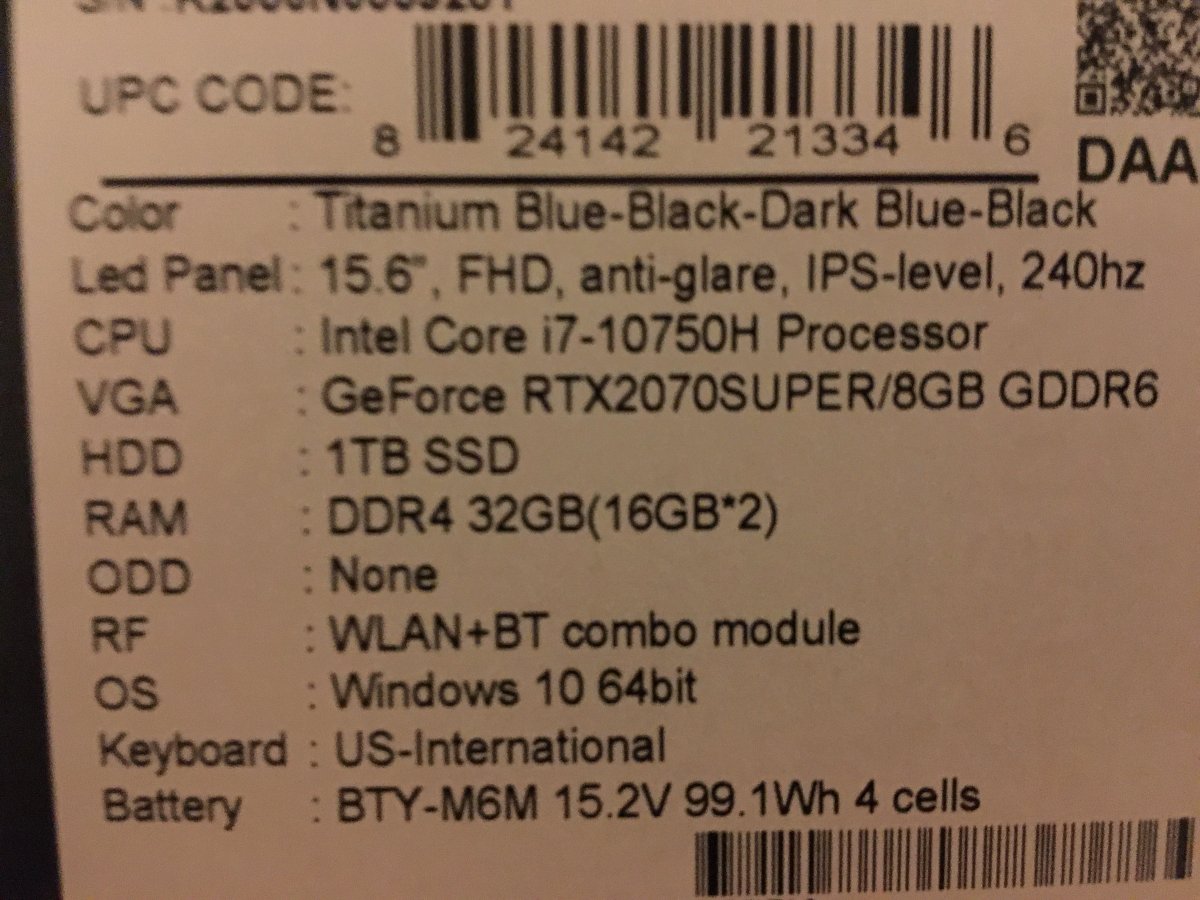 UPC CODE:
8 24142 21334 6
DAA
Color : Titanium Blue-Black-Dark Blue-Black
Led Panel : 15.6", FHD, anti-glare, IPS-level, 240hz
CPU : Intel Core i7-10750H Processor
VGA : GeForce RTX2070SUPER/8GB GDDR6
HDD : 1TB SSD
RAM : DDR4 32GB(16GB*2)
ODD : None
RF : WLAN+BT combo module
OS : Windows 10 64bit
Keyboard : US-International
Battery : BTY-M6M 15.2V 99.1Wh 4 cells